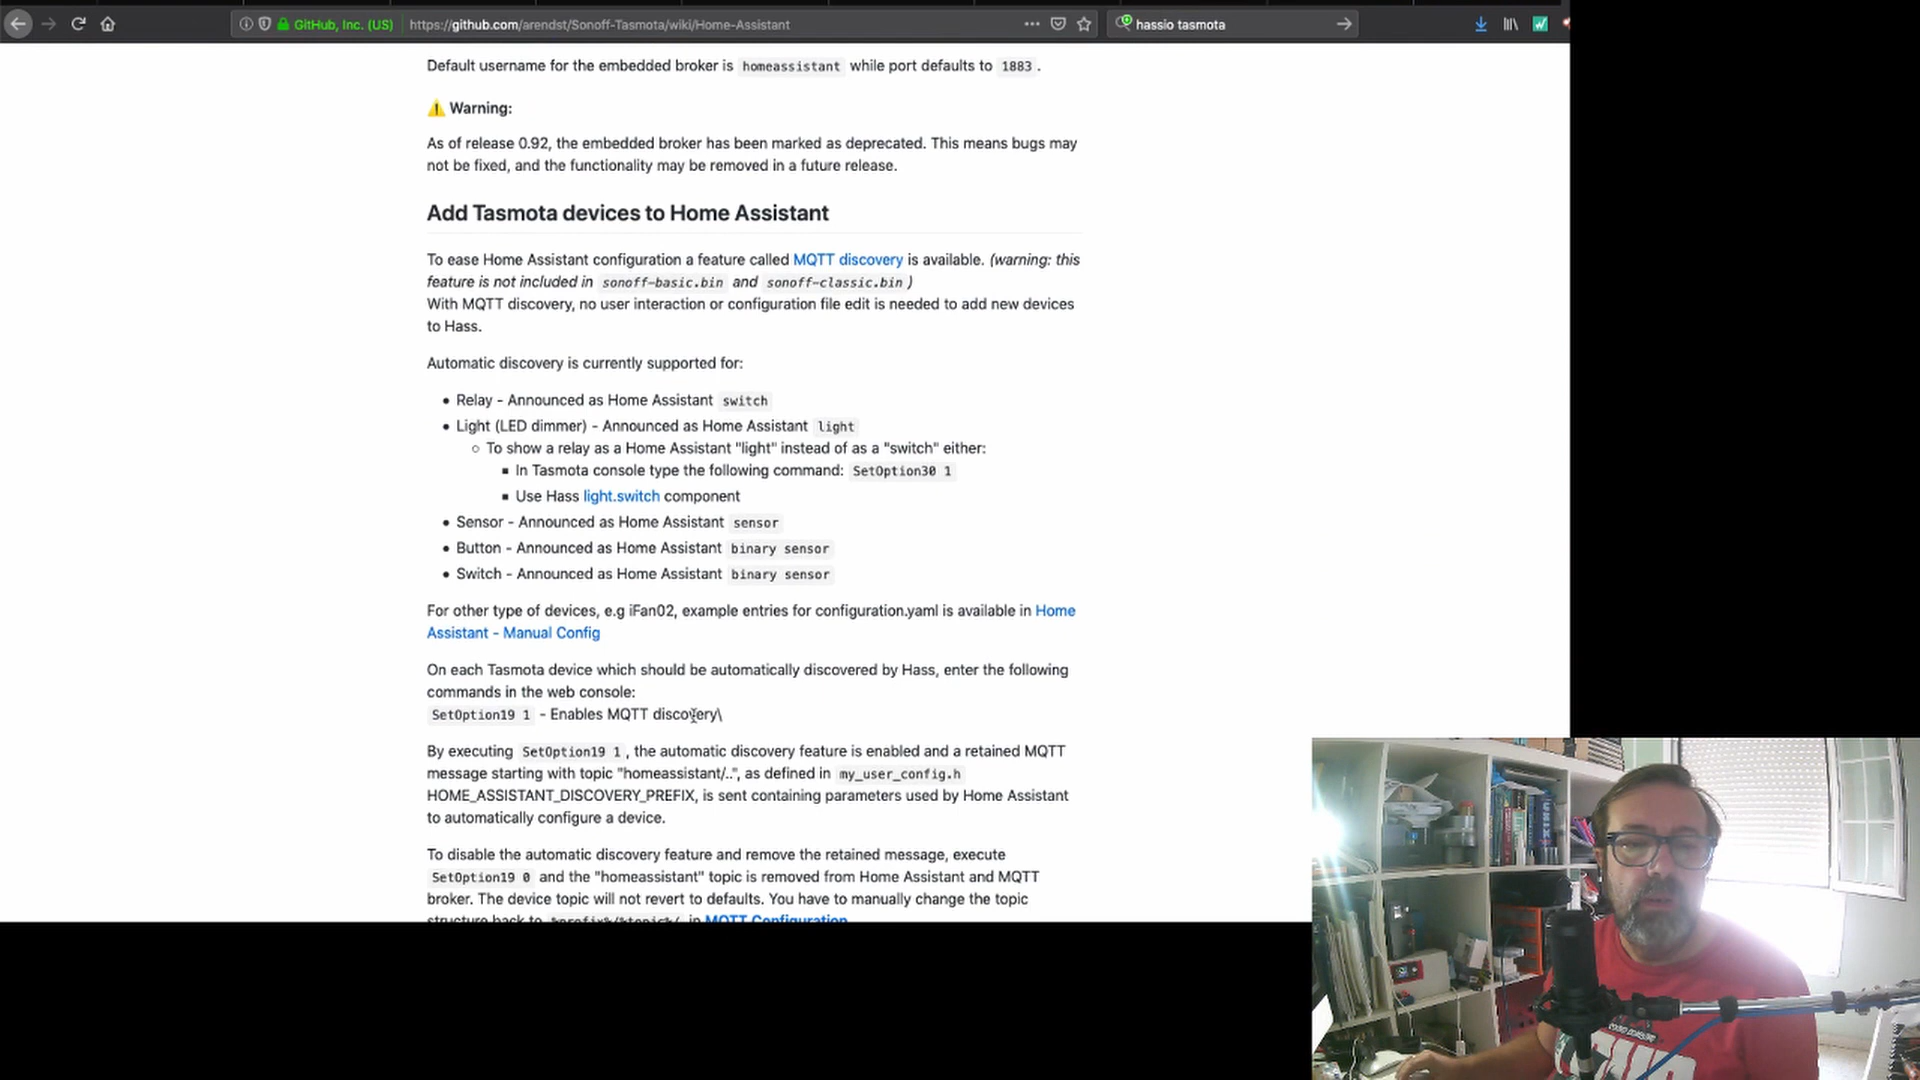 GitHub, Inc. (US) https://github.com/arendst/Sonoff-Tasmota/wiki/Home-Assistant hassio tasmota
Default username for the embedded broker is homeassistant while port defaults to 1883 .
⚠️ Warning:
As of release 0.92, the embedded broker has been marked as deprecated. This means bugs may
not be fixed, and the functionality may be removed in a future release.
Add Tasmota devices to Home Assistant
To ease Home Assistant configuration a feature called MQTT discovery is available. (warning: this
feature is not included in sonoff-basic.bin and sonoff-classic.bin )
With MQTT discovery, no user interaction or configuration file edit is needed to add new devices
to Hass.
Automatic discovery is currently supported for:
• Relay - Announced as Home Assistant switch
• Light (LED dimmer) - Announced as Home Assistant light
○ To show a relay as a Home Assistant "light" instead of as a "switch" either:
▪ In Tasmota console type the following command: SetOption30 1
▪ Use Hass light.switch component
• Sensor - Announced as Home Assistant sensor
• Button - Announced as Home Assistant binary sensor
• Switch - Announced as Home Assistant binary sensor
For other type of devices, e.g iFan02, example entries for configuration.yaml is available in Home
Assistant - Manual Config
On each Tasmota device which should be automatically discovered by Hass, enter the following
commands in the web console:
SetOption19 1 - Enables MQTT discovery\
By executing SetOption19 1 , the automatic discovery feature is enabled and a retained MQTT
message starting with topic "homeassistant/..", as defined in my_user_config.h
HOME_ASSISTANT_DISCOVERY_PREFIX, is sent containing parameters used by Home Assistant
to automatically configure a device.
To disable the automatic discovery feature and remove the retained message, execute
SetOption19 0 and the "homeassistant" topic is removed from Home Assistant and MQTT
broker. The device topic will not revert to defaults. You have to manually change the topic
structure back to %prefix%/%topic%/ in MQTT Configuration
UNIX